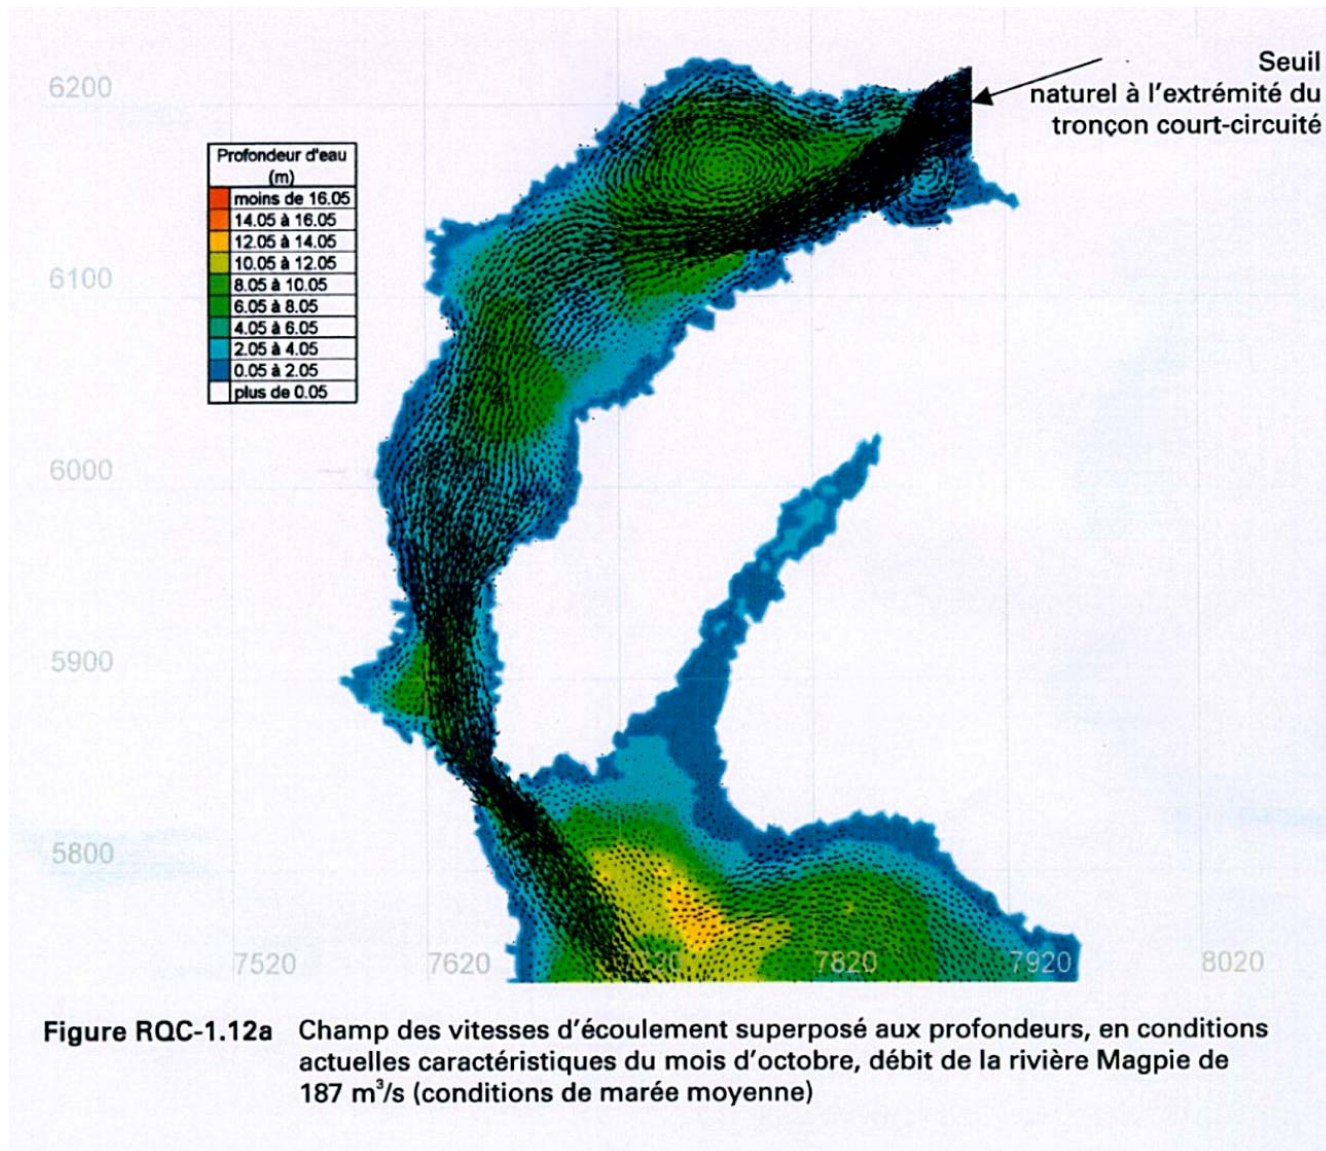 Seuil
naturel à l'extrémité du
tronçon court-circuité
6200
6100
6000
5900
5800
Profondeur d'eau
(m)
moins de 16.05
14.05 à 16.05
12.05 à 14.05
10.05 à 12.05
8.05 à 10.05
6.05 à 8.05
4.05 à 6.05
2.05 à 4.05
0.05 à 2.05
plus de 0.05
7520 7620 7820 7920 8020
Figure RQC-1.12a Champ des vitesses d'écoulement superposé aux profondeurs, en conditions
actuelles caractéristiques du mois d'octobre, débit de la rivière Magpie de
187 m³/s (conditions de marée moyenne)